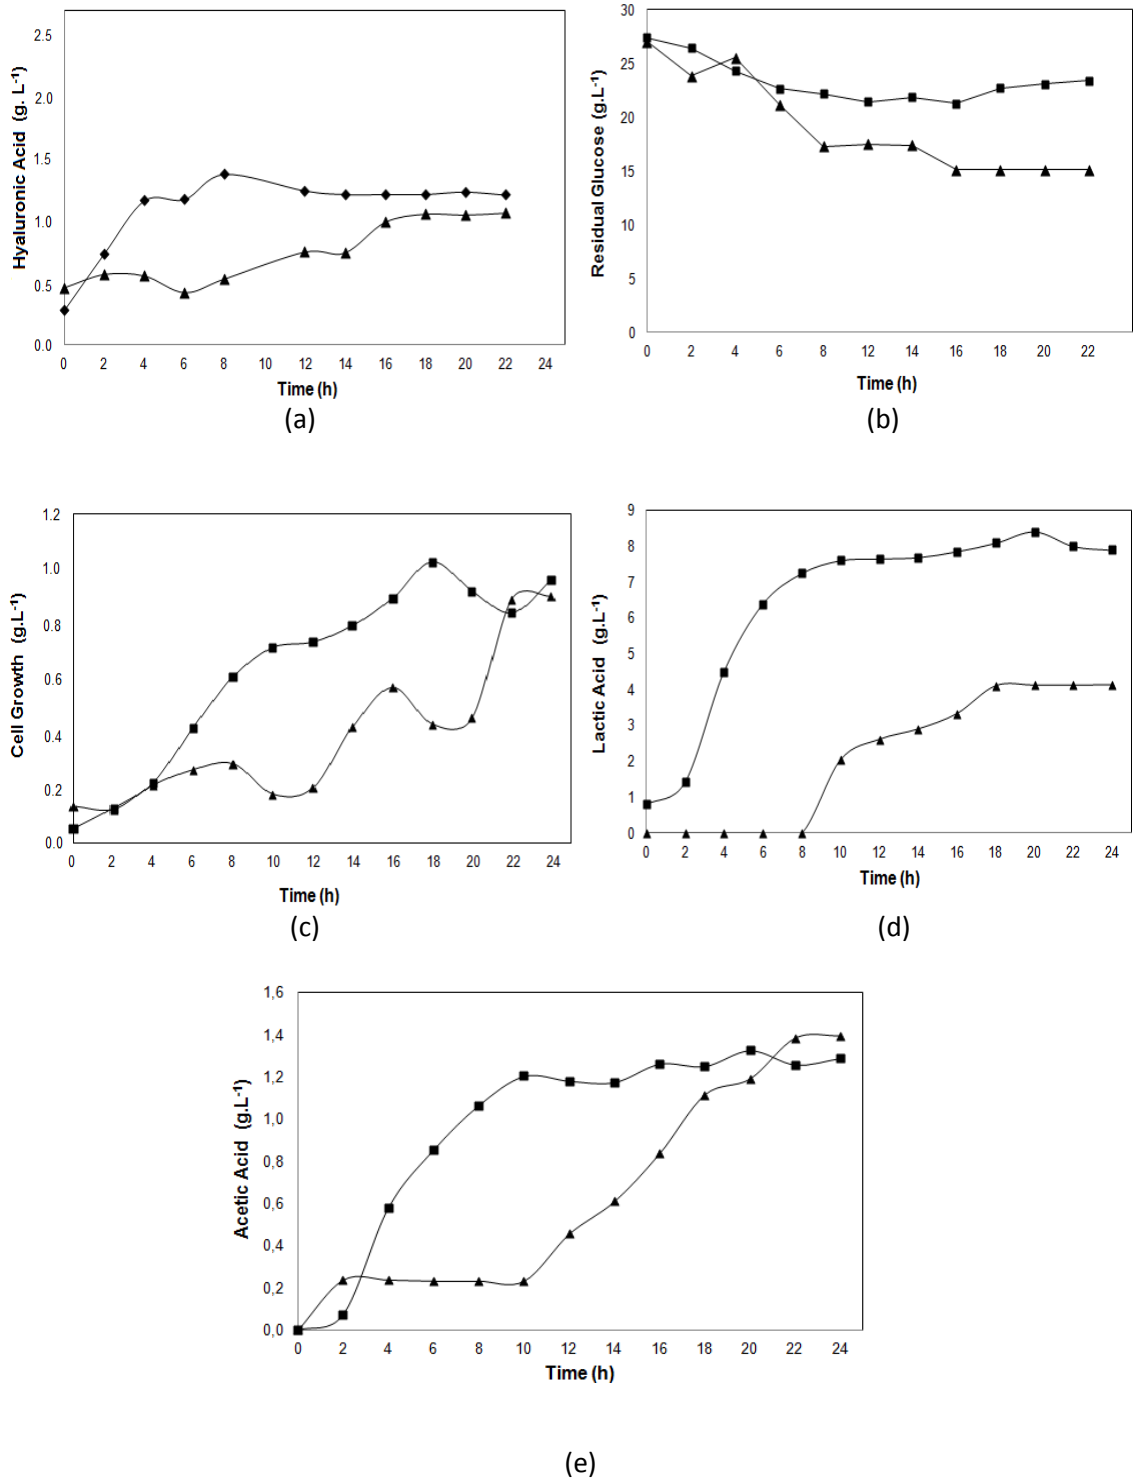 Hyaluronic Acid (g. L-1)
2.5
2.0
1.5
1.0
0.5
0.0
0 2 4 6 8 10 12 14 16 18 20 22 24
Time (h)
(a)
Residual Glucose (g.L-1)
30
25
20
15
10
5
0
0 2 4 6 8 12 14 16 18 20 22
Time (h)
(b)
Cell Growth (g.L-1)
1.2
1.0
0.8
0.6
0.4
0.2
0.0
0 2 4 6 8 10 12 14 16 18 20 22 24
Time (h)
(c)
Lactic Acid (g.L-1)
9
8
7
6
5
4
3
2
1
0
0 2 4 6 8 10 12 14 16 18 20 22 24
Time (h)
(d)
Acetic Acid (g.L-1)
1,6
1,4
1,2
1,0
0,8
0,6
0,4
0,2
0,0
0 2 4 6 8 10 12 14 16 18 20 22 24
Time (h)
(e)